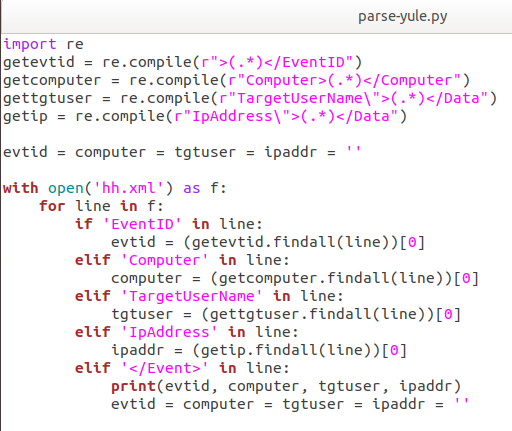 parse-yule.py
import re
getevtid = re.compile(r">(.*)</EventID")
getcomputer = re.compile(r"Computer>(.*)</Computer")
gettgtuser = re.compile(r"TargetUserName\">(.*)</Data")
getip = re.compile(r"IpAddress\">(.*)</Data")

evtid = computer = tgtuser = ipaddr = ''

with open('hh.xml') as f:
    for line in f:
        if 'EventID' in line:
            evtid = (getevtid.findall(line))[0]
        elif 'Computer' in line:
            computer = (getcomputer.findall(line))[0]
        elif 'TargetUserName' in line:
            tgtuser = (gettgtuser.findall(line))[0]
        elif 'IpAddress' in line:
            ipaddr = (getip.findall(line))[0]
        elif '</Event>' in line:
            print(evtid, computer, tgtuser, ipaddr)
            evtid = computer = tgtuser = ipaddr = ''